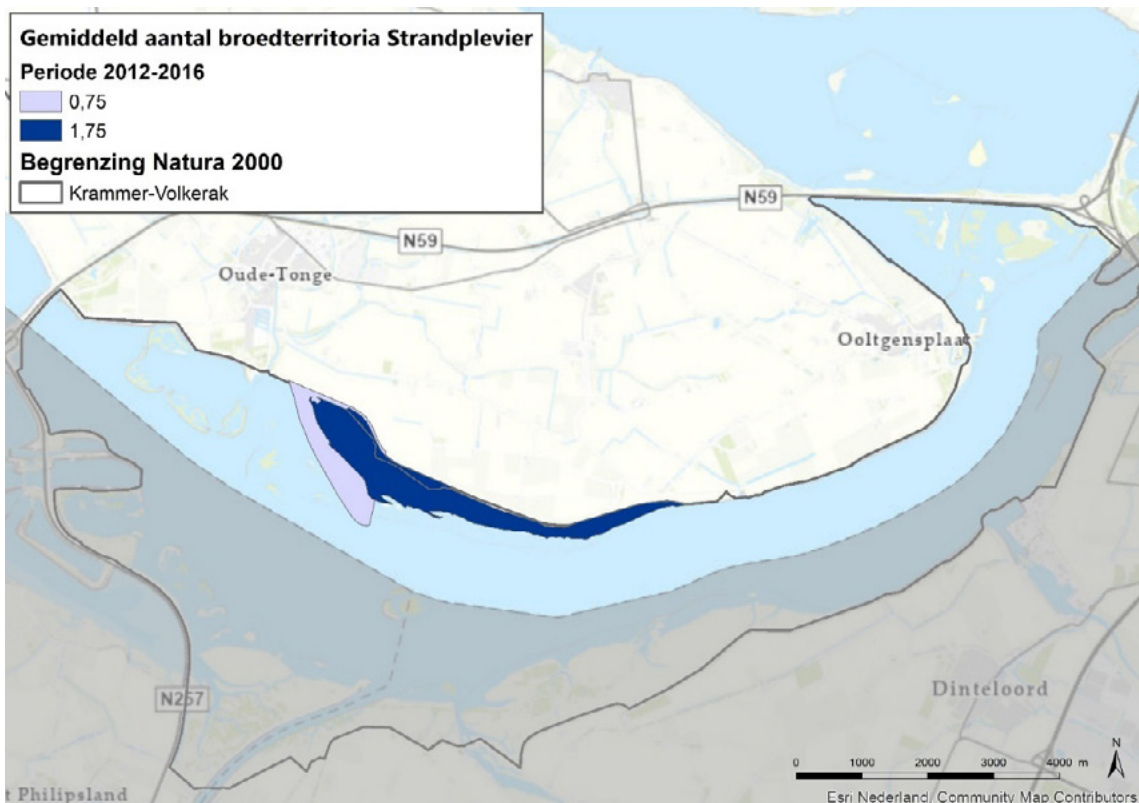 Gemiddeld aantal broedterritoria Strandplevier
Periode 2012-2016
0,75
1,75
Begrenzing Natura 2000
Krammer-Volkerak
N59
N59
Oude-Tonge
Ooltgensplaat
N257
Dinteloord
t Philipsland
N
0 1000 2000 3000 4000 m
Esri Nederland, Community Map Contributors